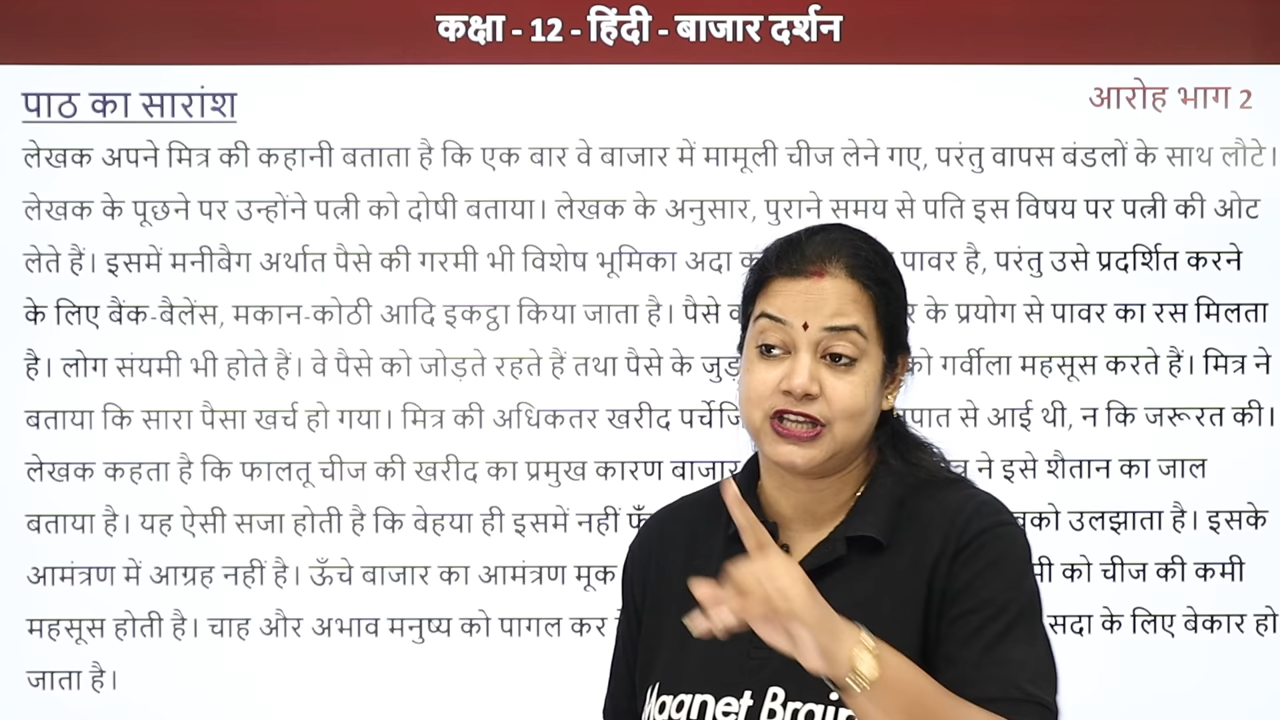 कक्षा - 12 - हिंदी - बाजार दर्शन
पाठ का सारांश
आरोह भाग 2
लेखक अपने मित्र की कहानी बताता है कि एक बार वे बाजार में मामूली चीज लेने गए, परंतु वापस बंडलों के साथ लौटे।
लेखक के पूछने पर उन्होंने पत्नी को दोषी बताया। लेखक के अनुसार, पुराने समय से पति इस विषय पर पत्नी की ओट
लेते हैं। इसमें मनीबैग अर्थात पैसे की गरमी भी विशेष भूमिका अदा पावर है, परंतु उसे प्रदर्शित करने
के लिए बैंक-बैलेंस, मकान-कोठी आदि इकट्ठा किया जाता है। पैसे के प्रयोग से पावर का रस मिलता
है। लोग संयमी भी होते हैं। वे पैसे को जोड़ते रहते हैं तथा पैसे के को गर्वीला महसूस करते हैं। मित्र ने
बताया कि सारा पैसा खर्च हो गया। मित्र की अधिकतर खरीद से आई थी, न कि जरूरत की।
लेखक कहता है कि फालतू चीज की खरीद का प्रमुख कारण बाजार ने इसे शैतान का जाल
बताया है। यह ऐसी सजा होती है कि बेहया ही इसमें नहीं उलझाता है। इसके
आमंत्रण में आग्रह नहीं है। ऊँचे बाजार का आमंत्रण मूक को चीज की कमी
महसूस होती है। चाह और अभाव मनुष्य को पागल कर सदा के लिए बेकार हो
जाता है।
Magnet Brain